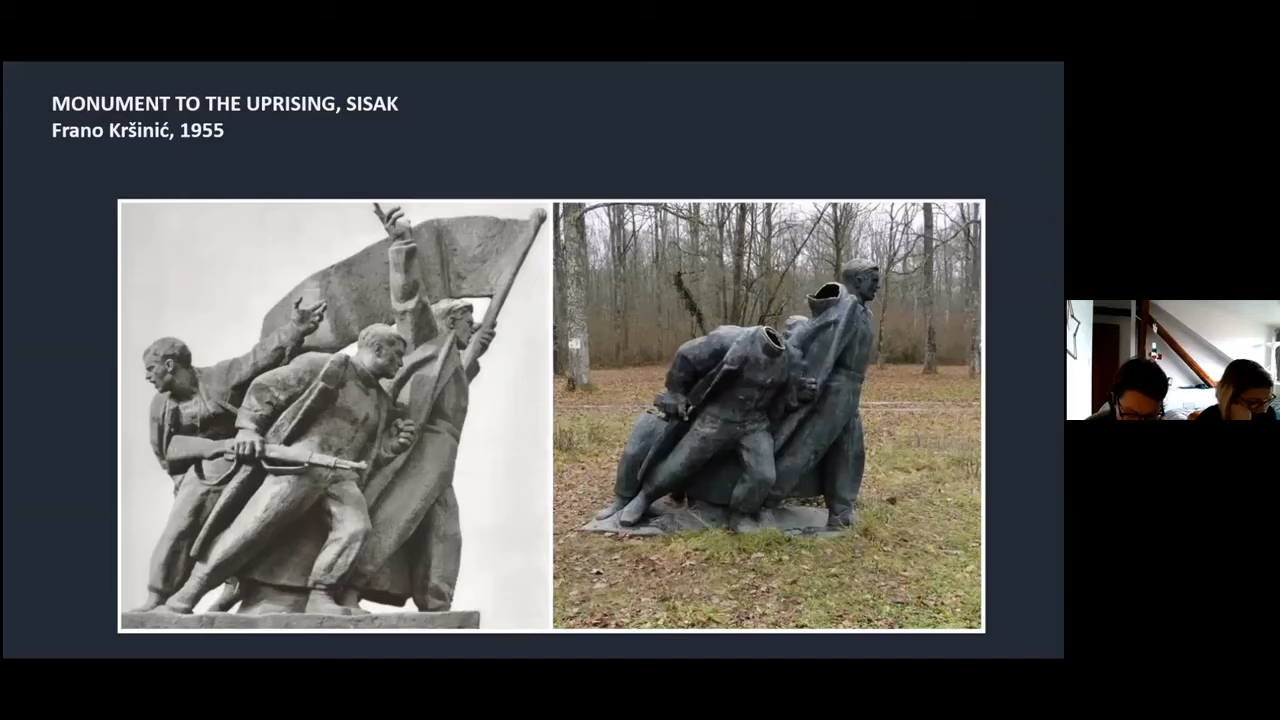 MONUMENT TO THE UPRISING, SISAK
Frano Kršinić, 1955